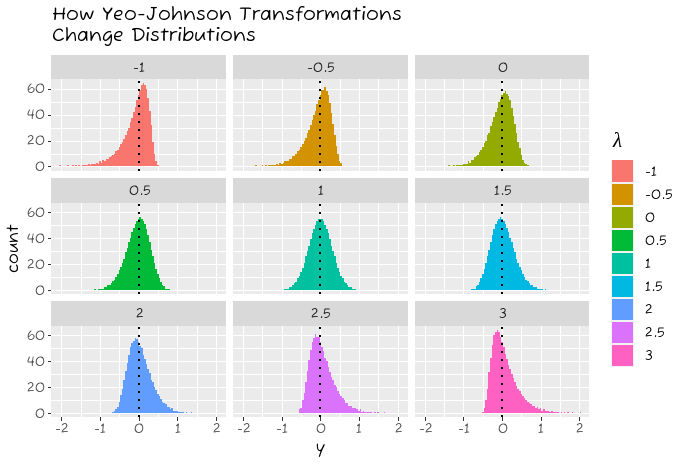 How Yeo-Johnson Transformations
Change Distributions
-1 -0.5 0
60
40
20
0
0.5 1 1.5
60
40
20
0
2 2.5 3
60
40
20
0
-2 -1 0 1 2 -2 -1 0 1 2 -2 -1 0 1 2
count
y
λ
-1
-0.5
0
0.5
1
1.5
2
2.5
3